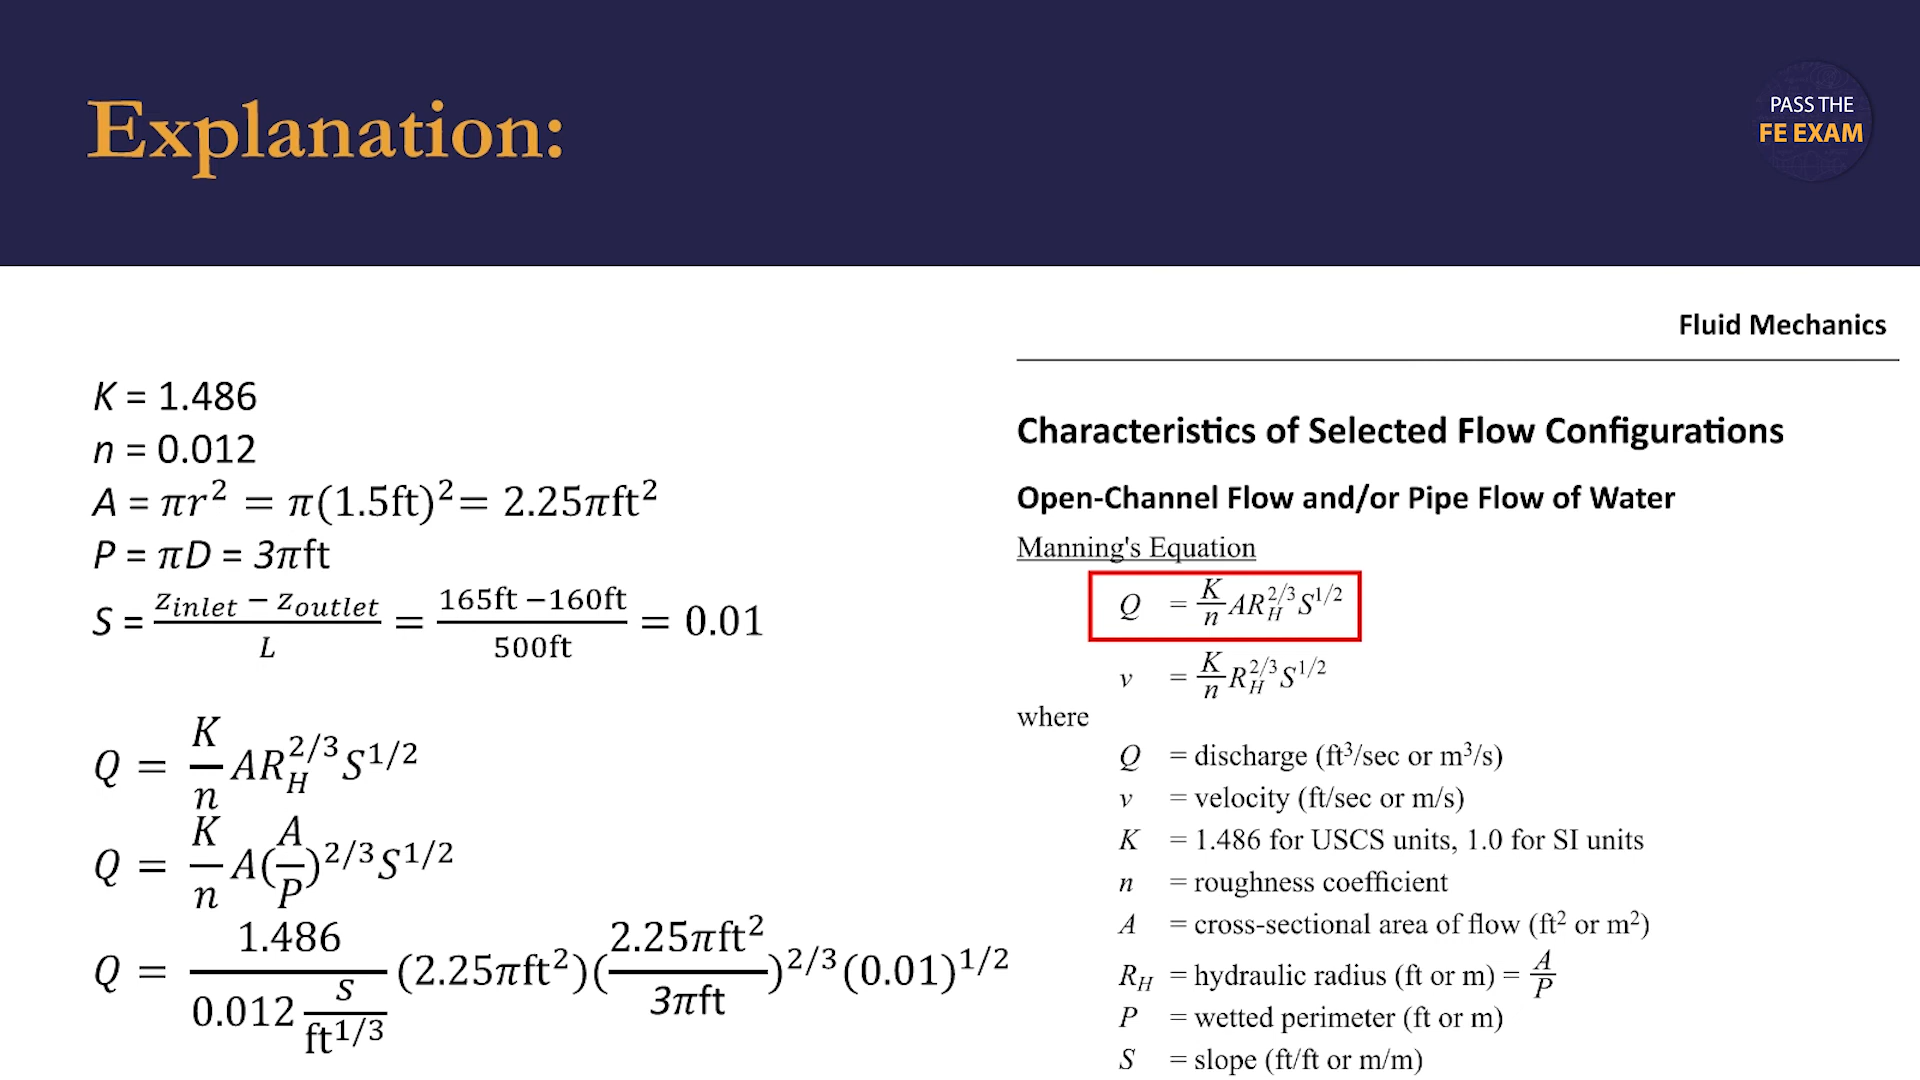 Explanation:
PASS THE
FE EXAM
K = 1.486
n = 0.012
A = πr² = π(1.5ft)²= 2.25πft²
P = πD = 3πft
S = (z_inlet − z_outlet)/L = (165ft −160ft)/500ft = 0.01
Q = K/n AR_H^2/3 S^1/2
Q = K/n A(A/P)^2/3 S^1/2
Q = 1.486/(0.012 s/ft^1/3) (2.25πft²)(2.25πft²/3πft)^2/3 (0.01)^1/2
Fluid Mechanics
Characteristics of Selected Flow Configurations
Open-Channel Flow and/or Pipe Flow of Water
Manning's Equation
Q = K/n AR_H^2/3 S^1/2
v = K/n R_H^2/3 S^1/2
where
Q = discharge (ft³/sec or m³/s)
v = velocity (ft/sec or m/s)
K = 1.486 for USCS units, 1.0 for SI units
n = roughness coefficient
A = cross-sectional area of flow (ft² or m²)
R_H = hydraulic radius (ft or m) = A/P
P = wetted perimeter (ft or m)
S = slope (ft/ft or m/m)